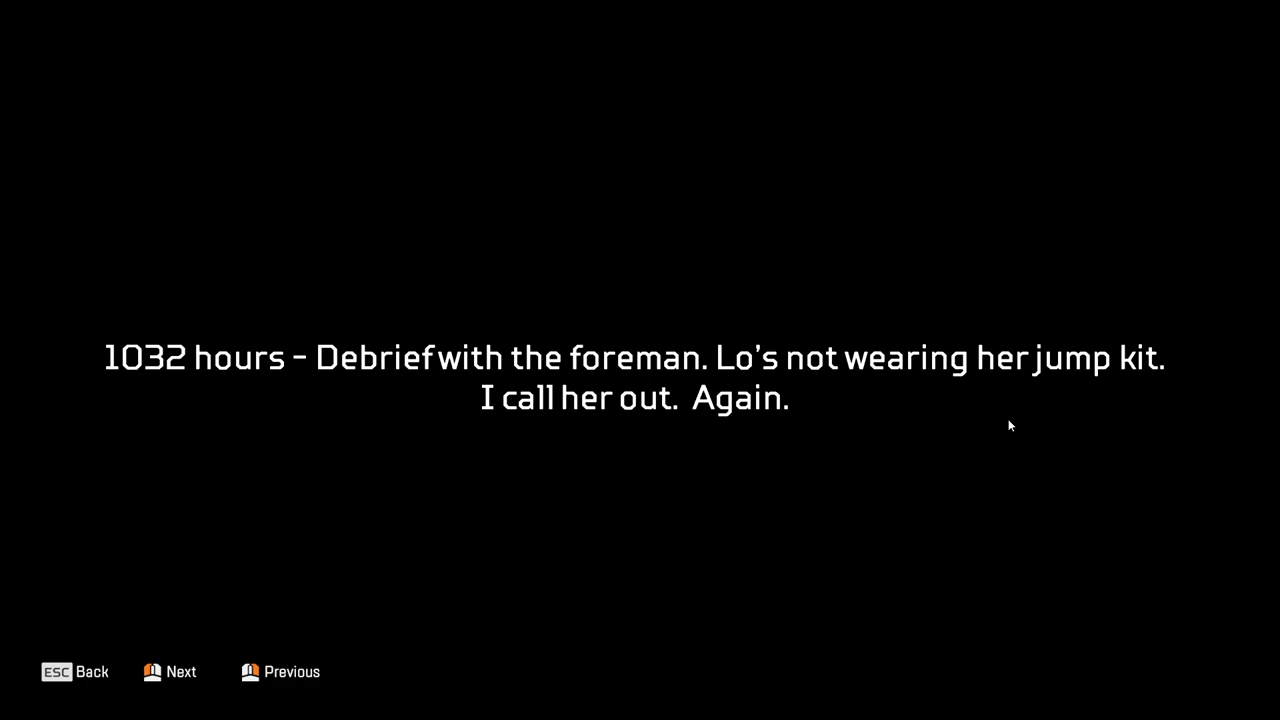 1032 hours - Debrief with the foreman. Lo's not wearing her jump kit.
I call her out.  Again.
ESC Back Next Previous